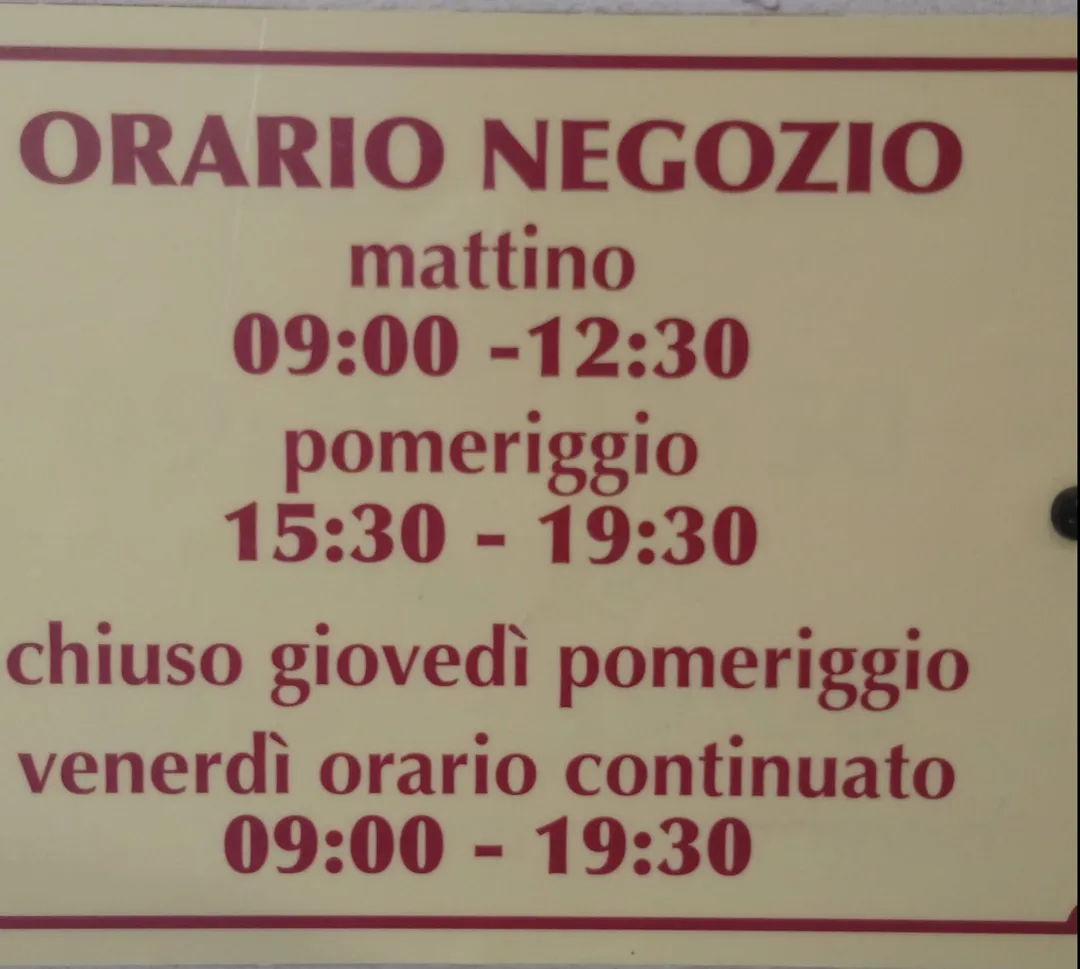 ORARIO NEGOZIO
mattino
09:00 -12:30
pomeriggio
15:30 - 19:30
chiuso giovedì pomeriggio
venerdì orario continuato
09:00 - 19:30